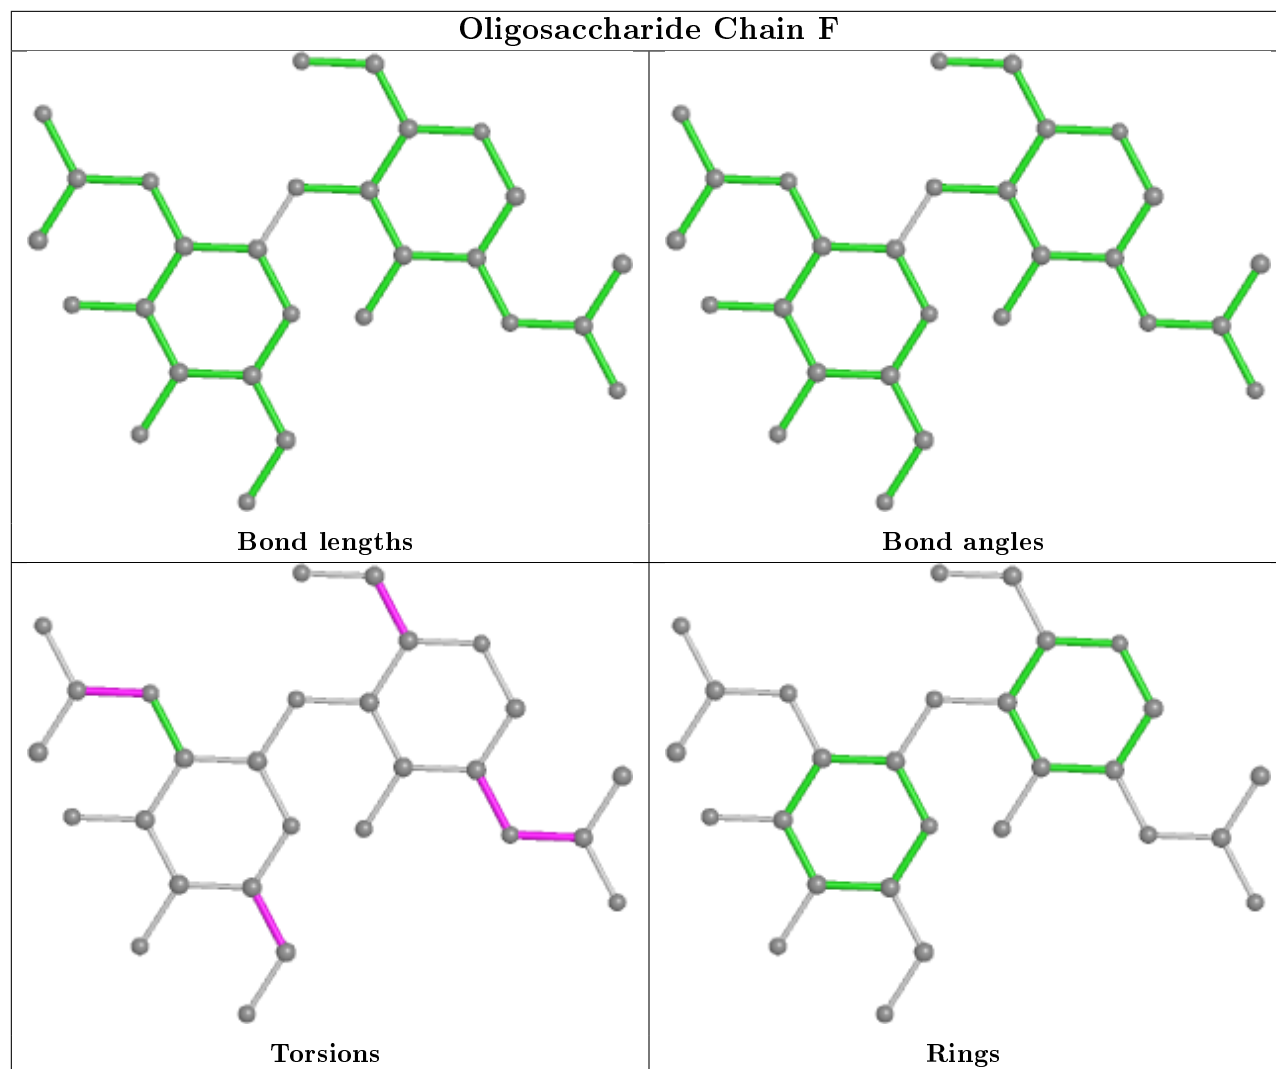 Oligosaccharide Chain F
Bond lengths
Bond angles
Torsions
Rings